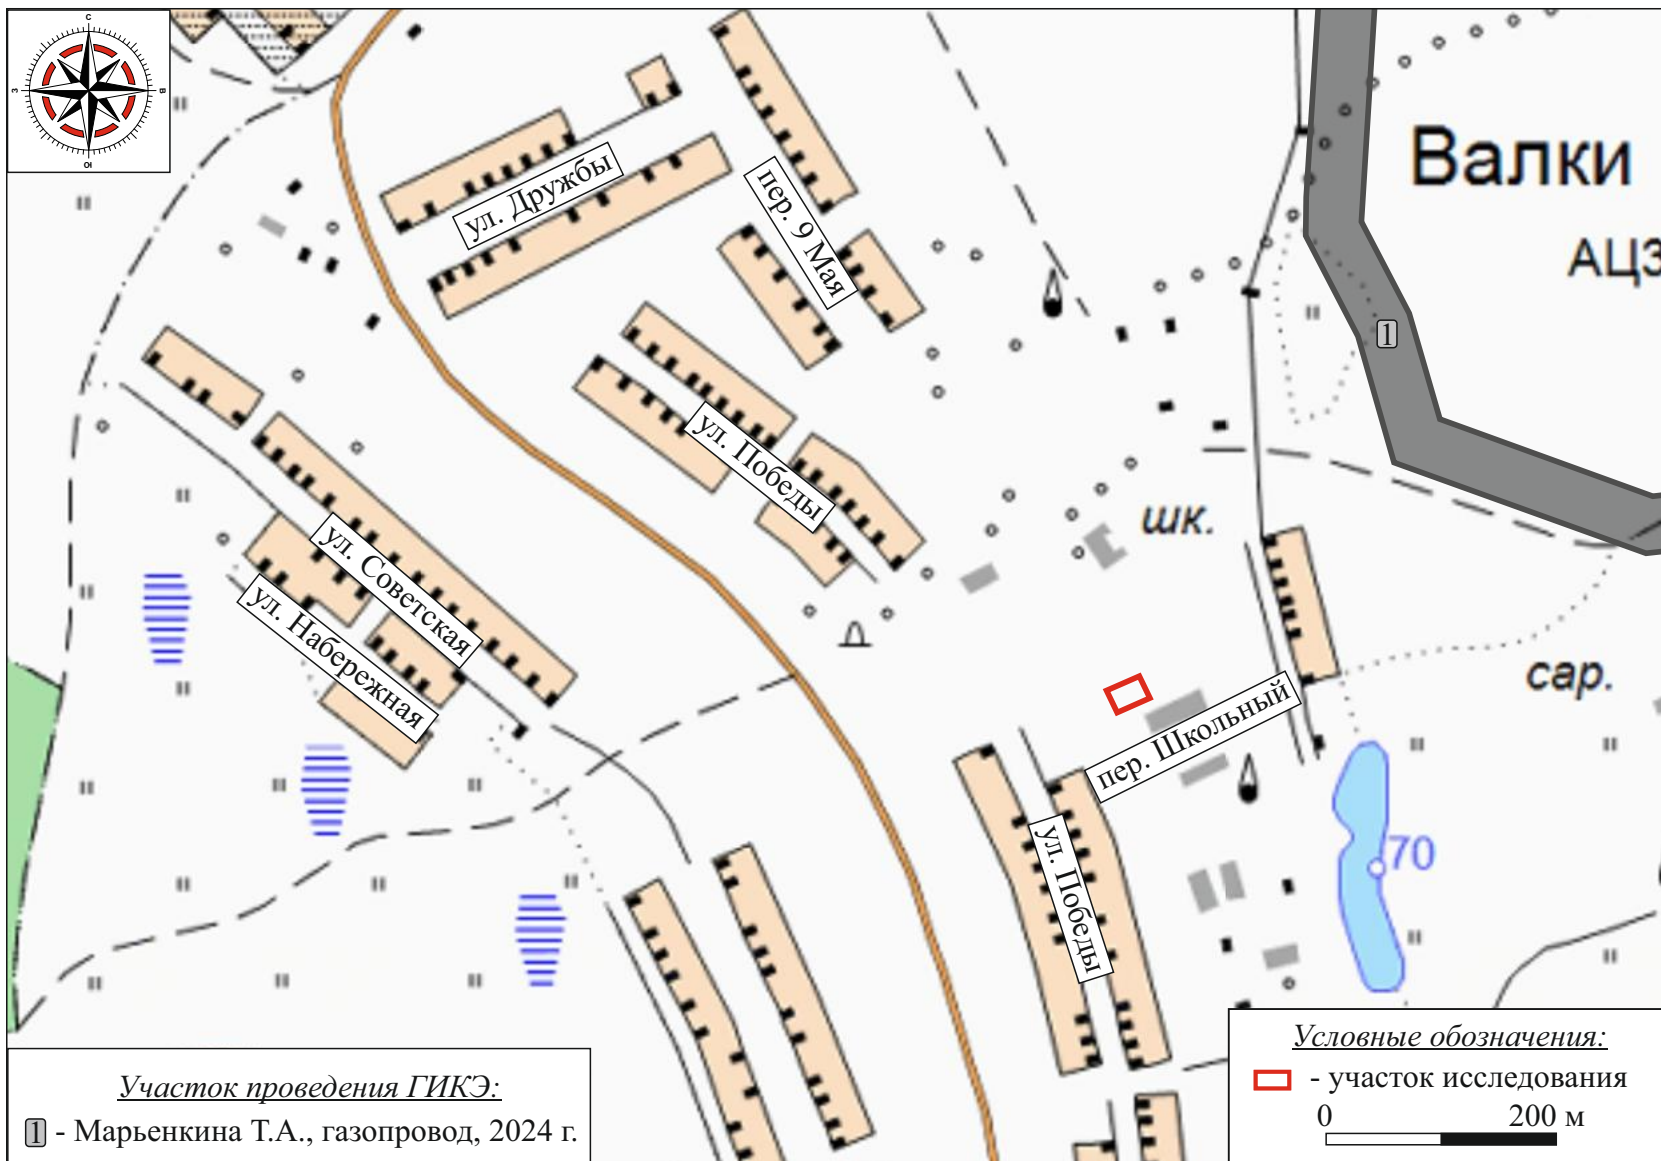 С
З
В
Ю
Валки
АЦЗ
ул. Дружбы
пер. 9 Мая
1
ул. Победы
шк.
ул. Советская
ул. Набережная
сар.
пер. Школьный
70
ул. Победы
Участок проведения ГИКЭ:
1 - Марьенкина Т.А., газопровод, 2024 г.
Условные обозначения:
- участок исследования
0 200 м